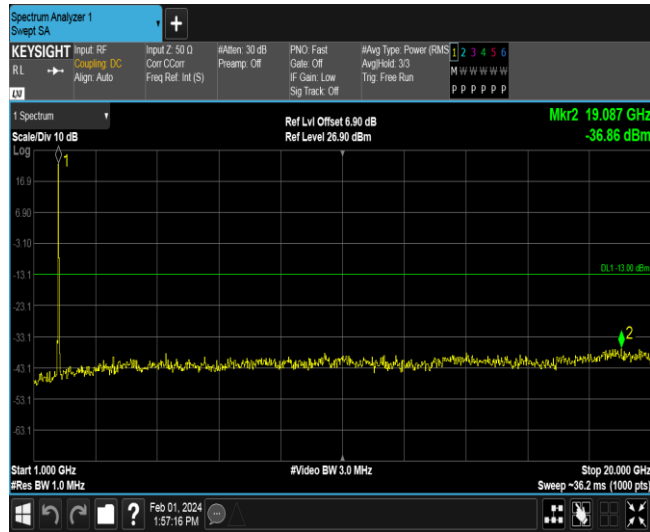 Spectrum Analyzer 1
Swept SA
KEYSIGHT
RL
LXI
Input: RF
Coupling: DC
Align: Auto
Input Z: 50 Ω
Corr CCorr
Freq Ref: Int (S)
#Atten: 30 dB
Preamp: Off
PNO: Fast
Gate: Off
IF Gain: Low
Sig Track: Off
#Avg Type: Power (RMS
Avg|Hold: 3/3
Trig: Free Run
1 2 3 4 5 6
M W W W W W
P P P P P P
1 Spectrum
Scale/Div 10 dB
Ref Lvl Offset 6.90 dB
Ref Level 26.90 dBm
Mkr2 19.087 GHz
-36.86 dBm
Log
1
16.9
6.90
-3.10
-13.1
DL1 -13.00 dBm
-23.1
-33.1
2
-43.1
-53.1
-63.1
Start 1.000 GHz
#Video BW 3.0 MHz
Stop 20.000 GHz
#Res BW 1.0 MHz
Sweep ~36.2 ms (1000 pts)
?
Feb 01, 2024
1:57:16 PM